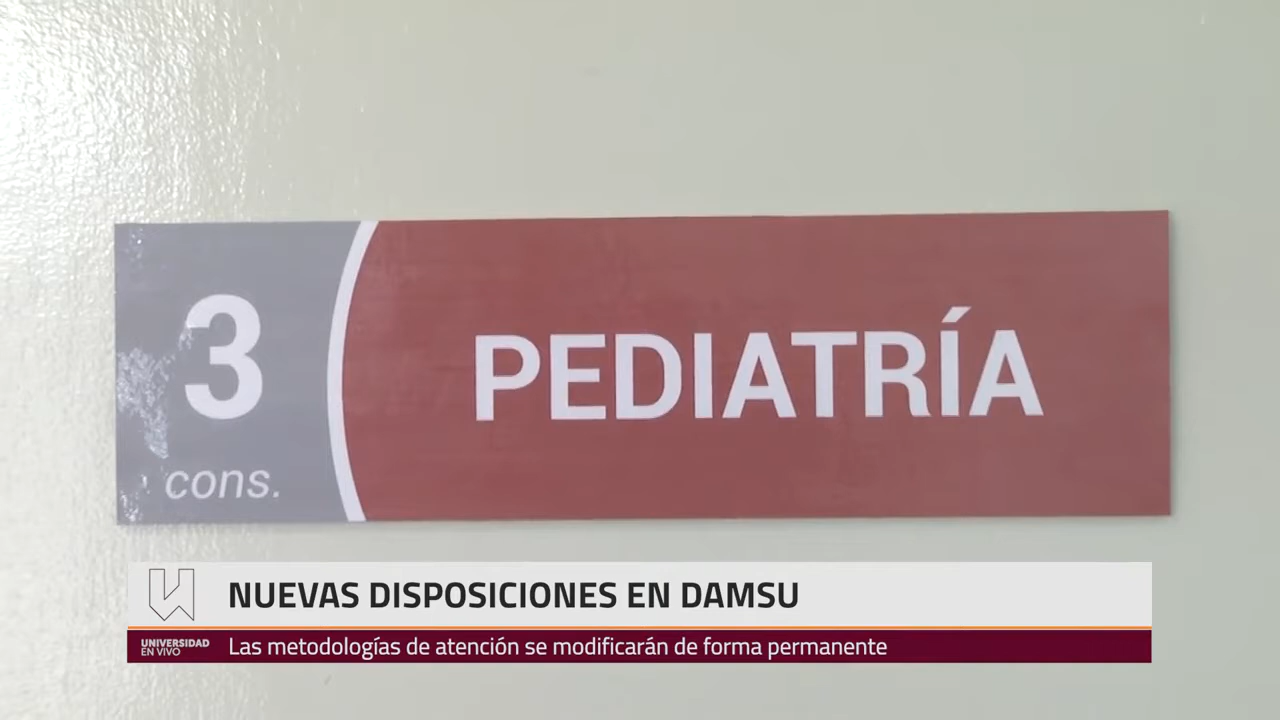 3
cons.
PEDIATRÍA
NUEVAS DISPOSICIONES EN DAMSU
UNIVERSIDAD
EN VIVO
Las metodologías de atención se modificarán de forma permanente